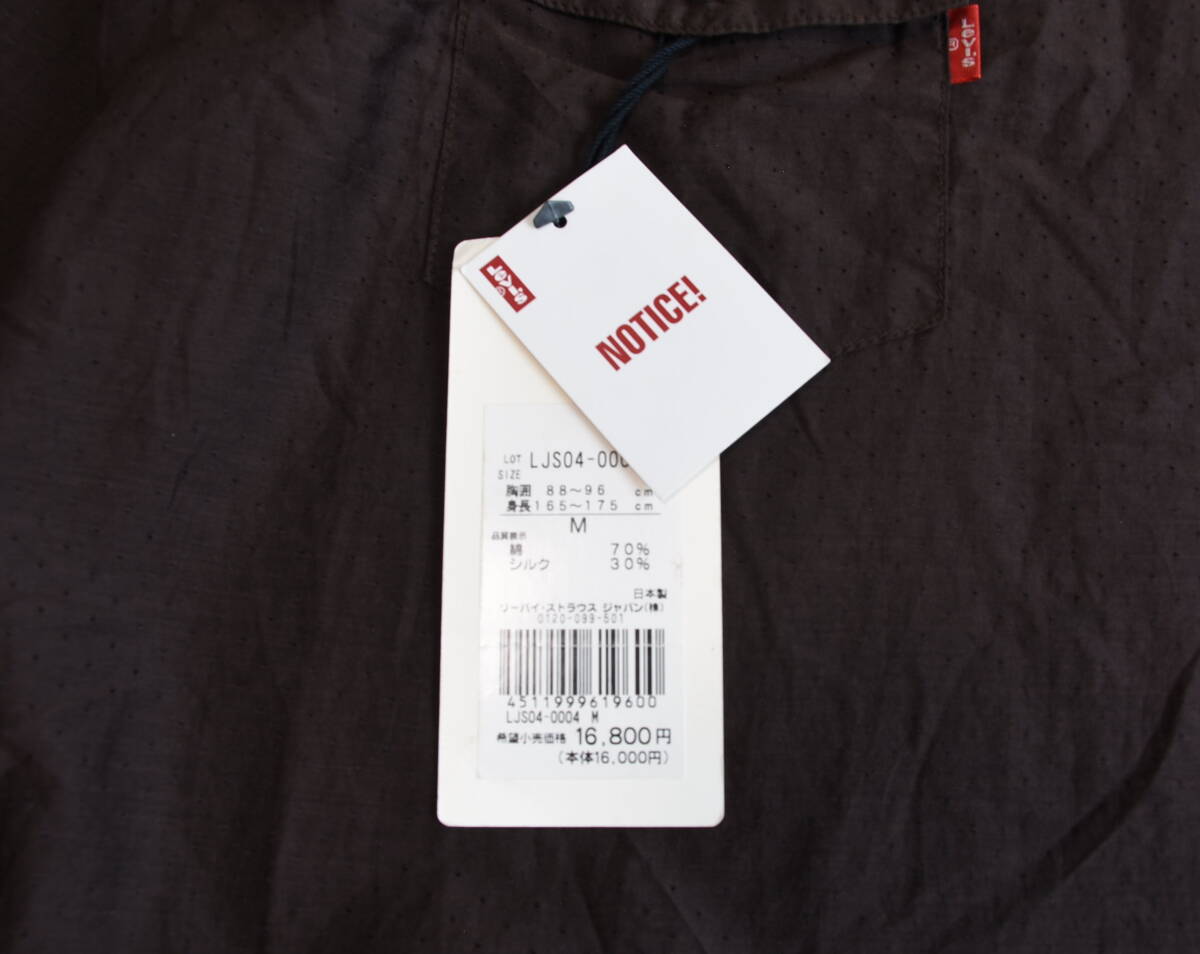 Levi's
®
Levi's
®
NOTICE!
LOT LJS04-000
SIZE
胸囲 88～96 cm
身長165～175 cm
M
品質表示
綿 70%
シルク 30%
日本製
リーバイ・ストラウス ジャパン(株)
0120-099-501
4511999619600
LJS04-0004 M
希望小売価格 16,800円
(本体16,000円)